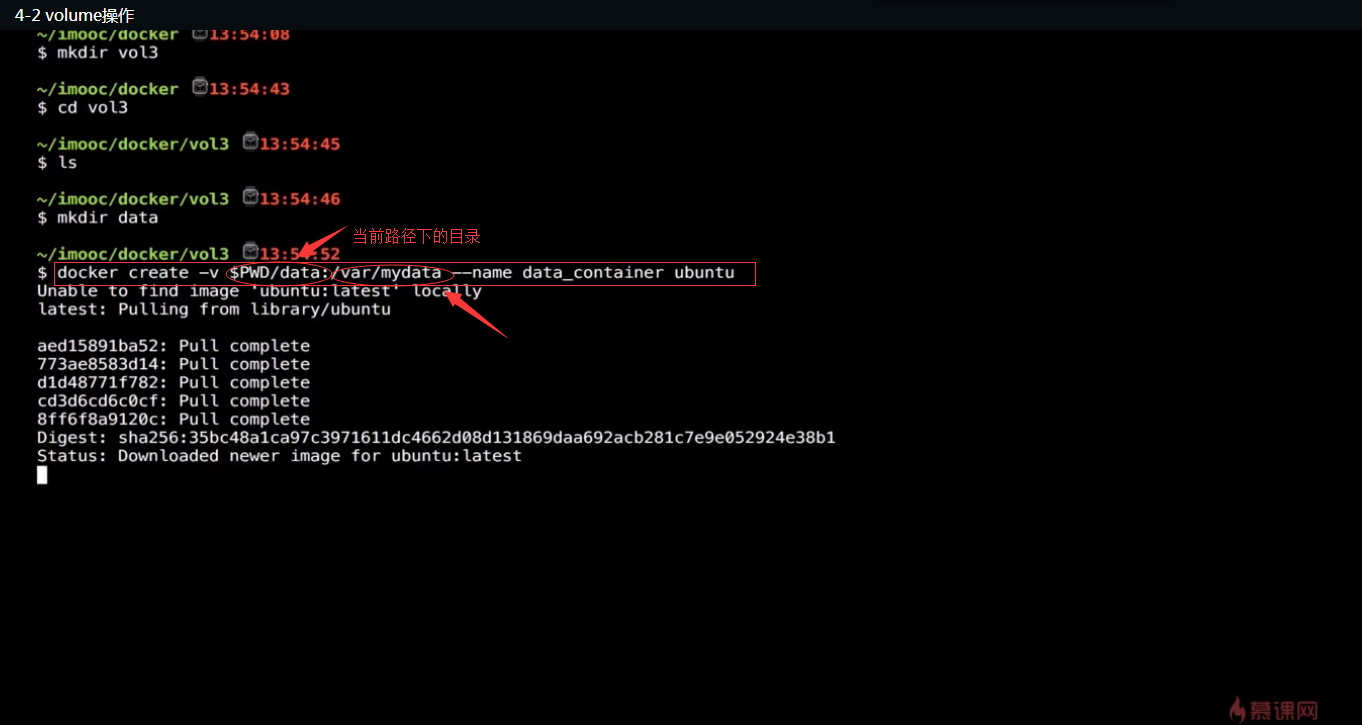 4-2 volume操作
~/imooc/docker 13:54:08
$ mkdir vol3
~/imooc/docker 13:54:43
$ cd vol3
~/imooc/docker/vol3 13:54:45
$ ls
~/imooc/docker/vol3 13:54:46
$ mkdir data
当前路径下的目录
~/imooc/docker/vol3 13:54:52
$ docker create -v $PWD/data:/var/mydata --name data_container ubuntu
Unable to find image 'ubuntu:latest' locally
latest: Pulling from library/ubuntu
aed15891ba52: Pull complete
773ae8583d14: Pull complete
d1d48771f782: Pull complete
cd3d6cd6c0cf: Pull complete
8ff6f8a9120c: Pull complete
Digest: sha256:35bc48a1ca97c3971611dc4662d08d131869daa692acb281c7e9e052924e38b1
Status: Downloaded newer image for ubuntu:latest
慕课网